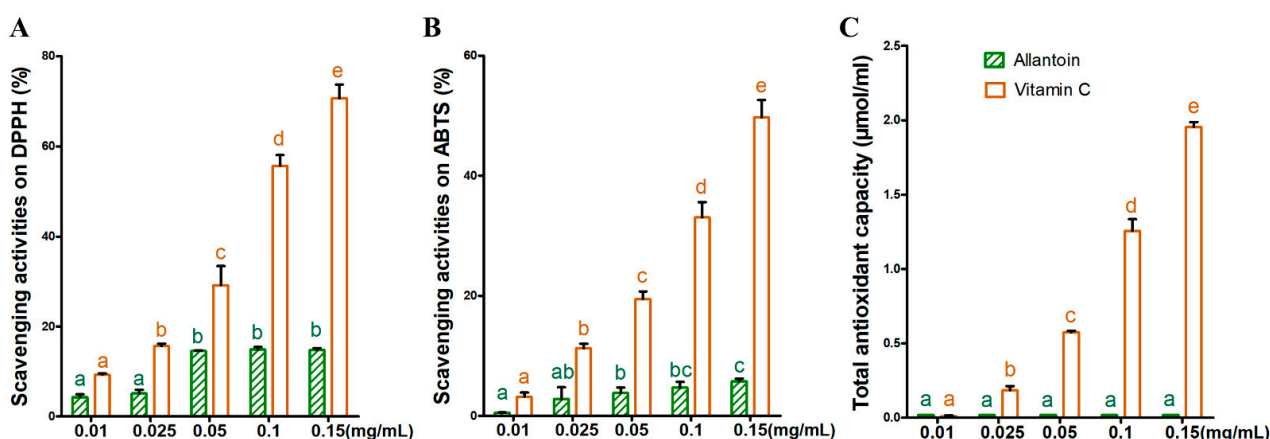 A
Scavenging activities on DPPH (%)
80
60
40
20
0
a
a
a
b
b
c
b
d
b
e
0.01
0.025
0.05
0.1
0.15(mg/mL)
B
Scavenging activities on ABTS (%)
60
40
20
0
a
a
ab
b
b
c
bc
d
c
e
0.01
0.025
0.05
0.1
0.15(mg/mL)
C
Total antioxidant capacity (μmol/ml)
2.5
2.0
1.5
1.0
0.5
0.0
Allantoin
Vitamin C
a
a
a
b
a
c
a
d
a
e
0.01
0.025
0.05
0.1
0.15(mg/mL)